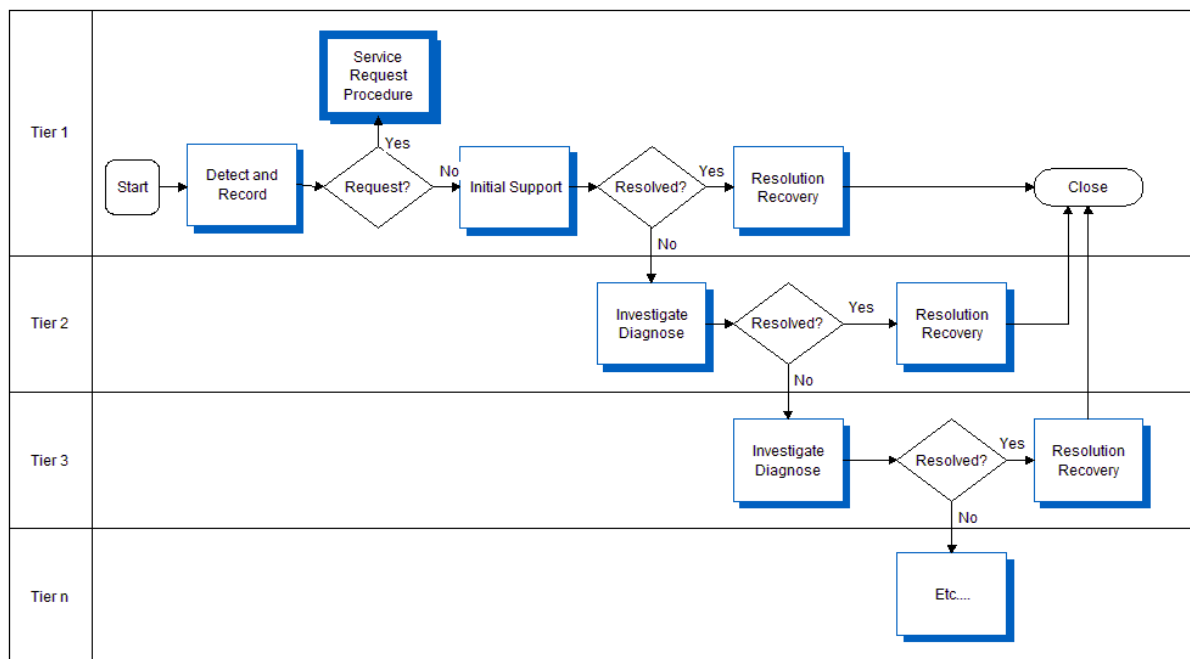 Tier 1
Service
Request
Procedure
Yes
Start
Detect and
Record
Request?
No
Initial Support
Resolved?
Yes
Resolution
Recovery
Close
No
Tier 2
Investigate
Diagnose
Resolved?
Yes
Resolution
Recovery
No
Tier 3
Investigate
Diagnose
Resolved?
Yes
Resolution
Recovery
No
Tier n
Etc....